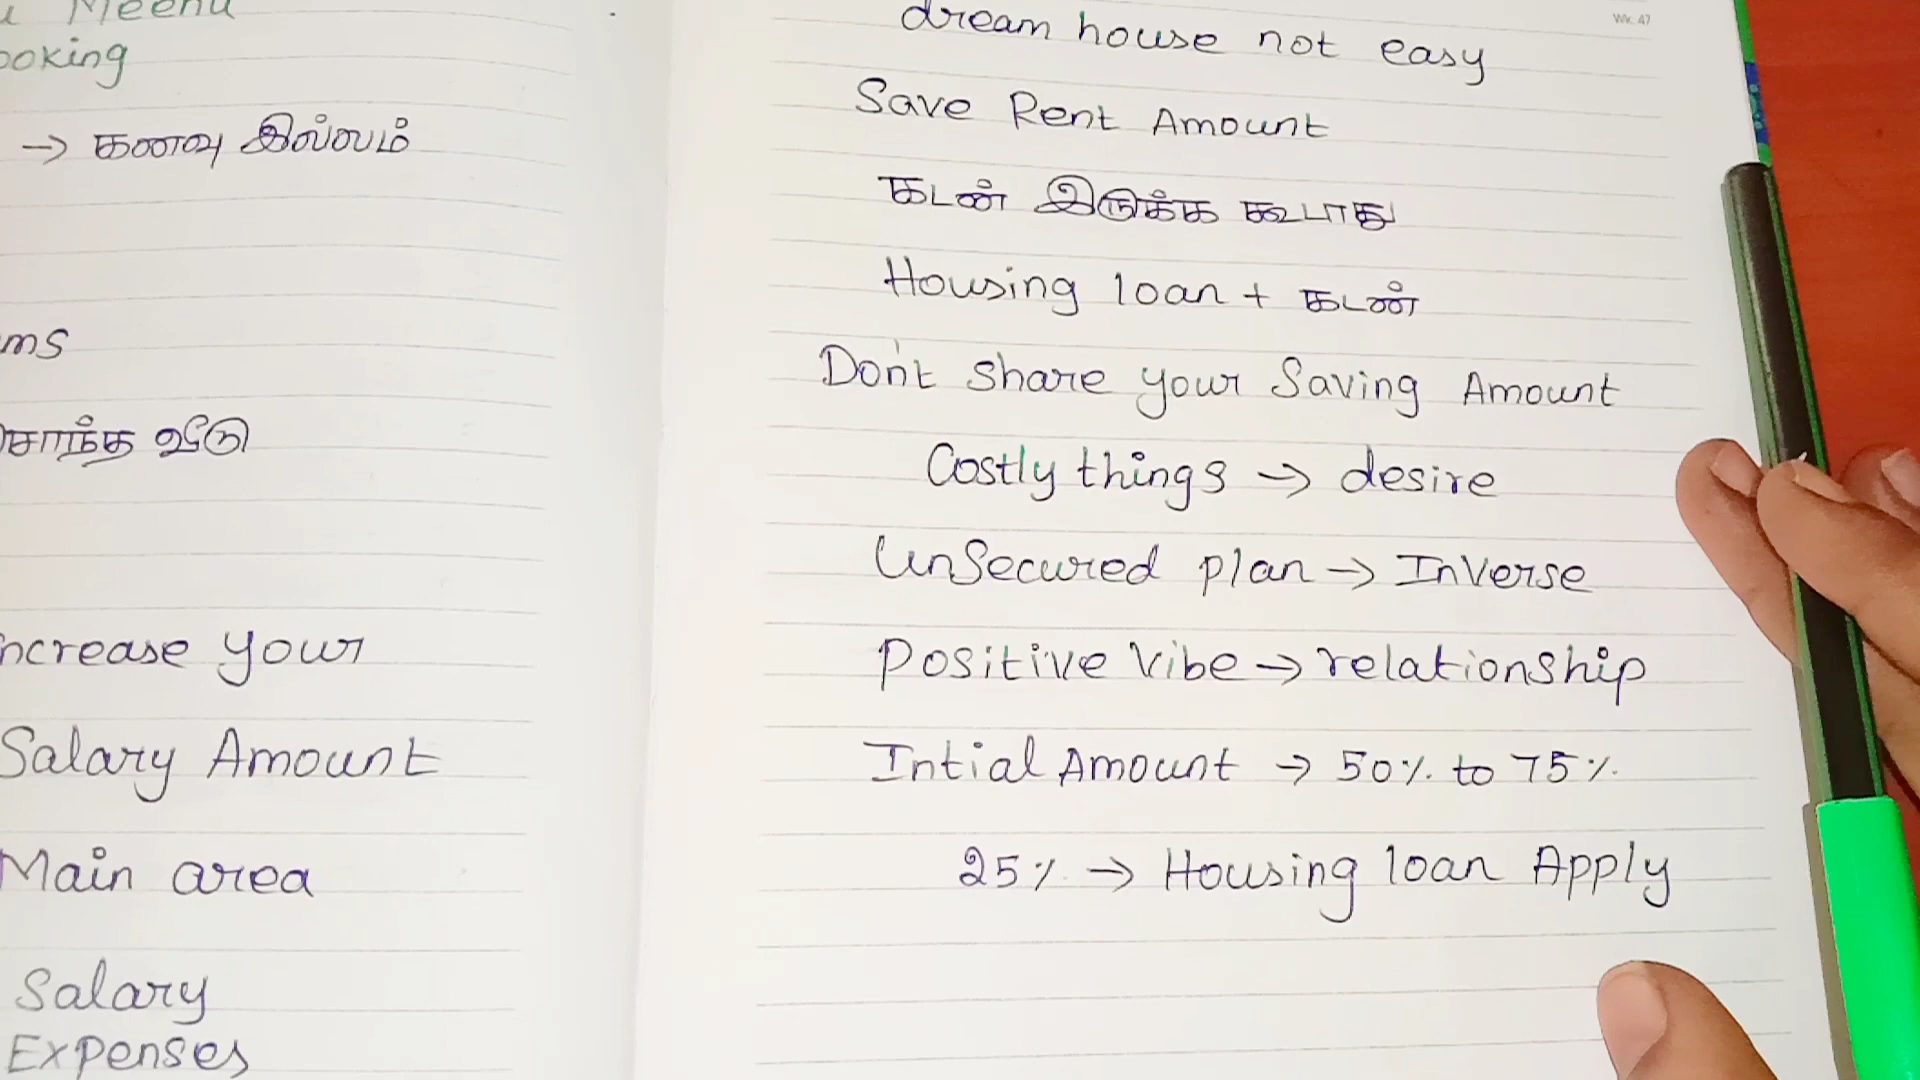 Meenu
ooking
→ கனவு இல்லம்
ms
சொந்த வீடு
ncrease your
Salary Amount
Main area
Salary
Expenses
Wk. 47
dream house not easy
Save Rent Amount
கடன் இருக்க கூடாது
Housing loan + கடன்
Don't share your Saving Amount
Costly things → desire
UnSecured plan → InVerse
Positive Vibe → relationship
Intial Amount → 50% to 75%
25% → Housing loan Apply